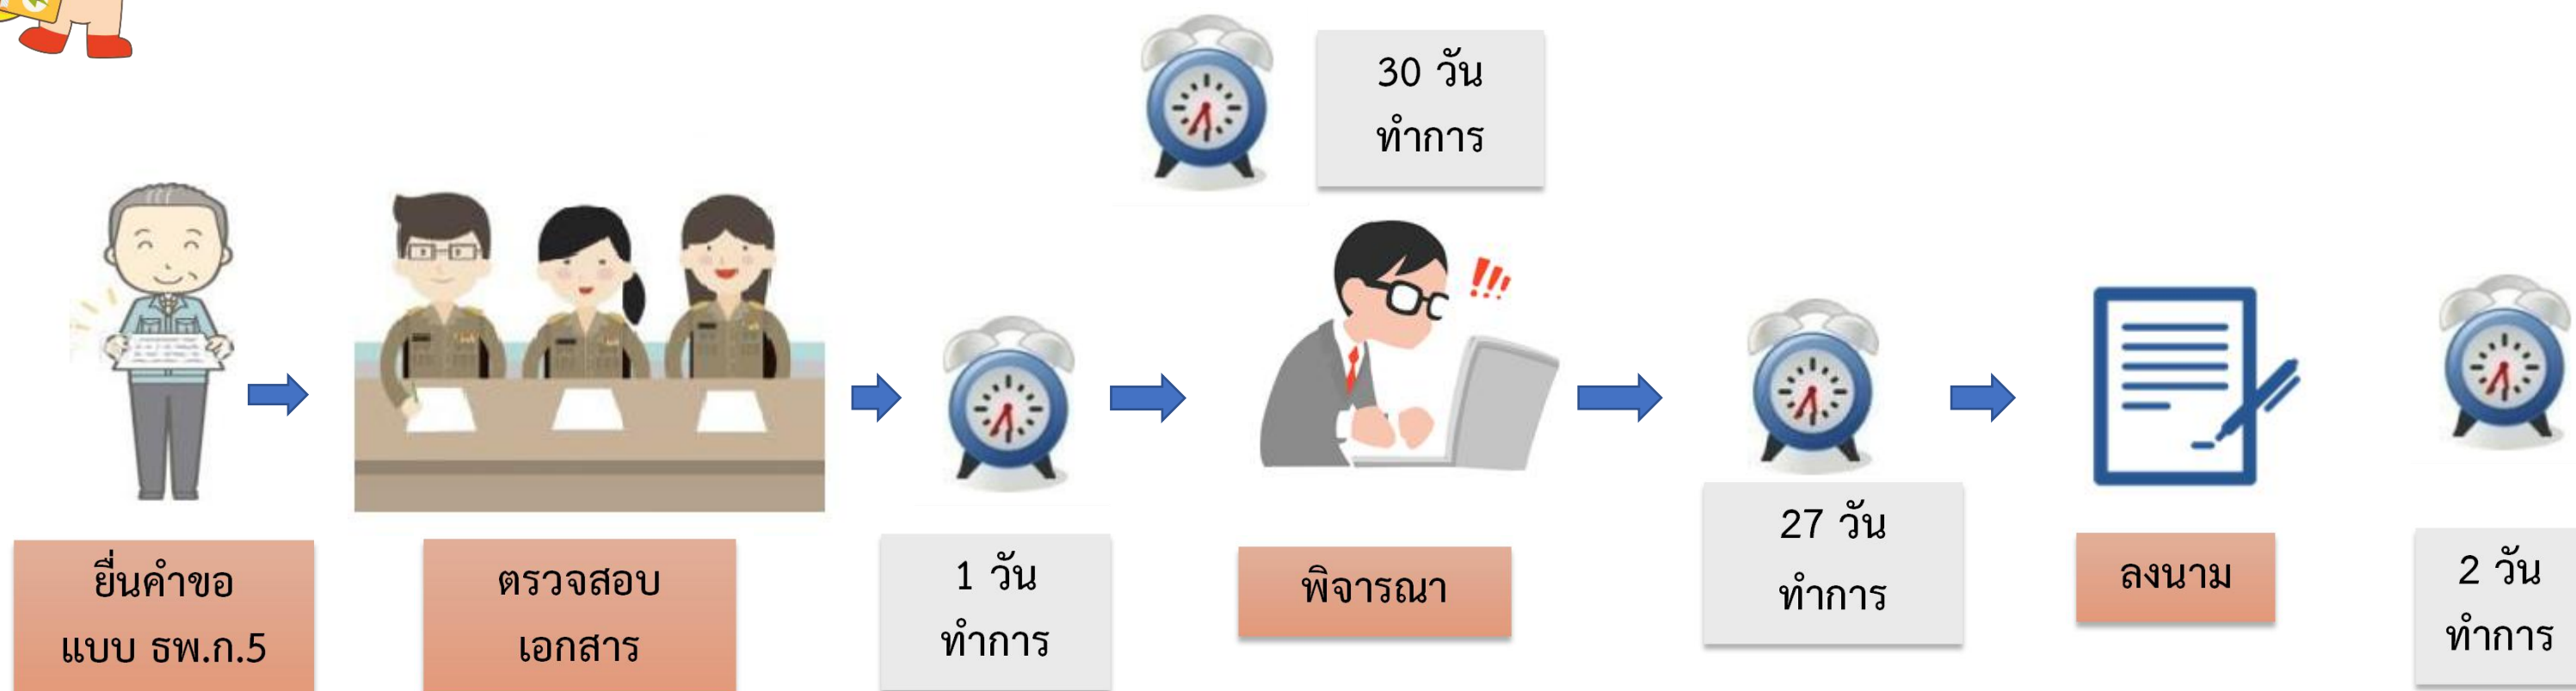 30 วัน
ทำการ
ยื่นคำขอ
แบบ ธพ.ก.5
ตรวจสอบ
เอกสาร
1 วัน
ทำการ
พิจารณา
27 วัน
ทำการ
ลงนาม
2 วัน
ทำการ